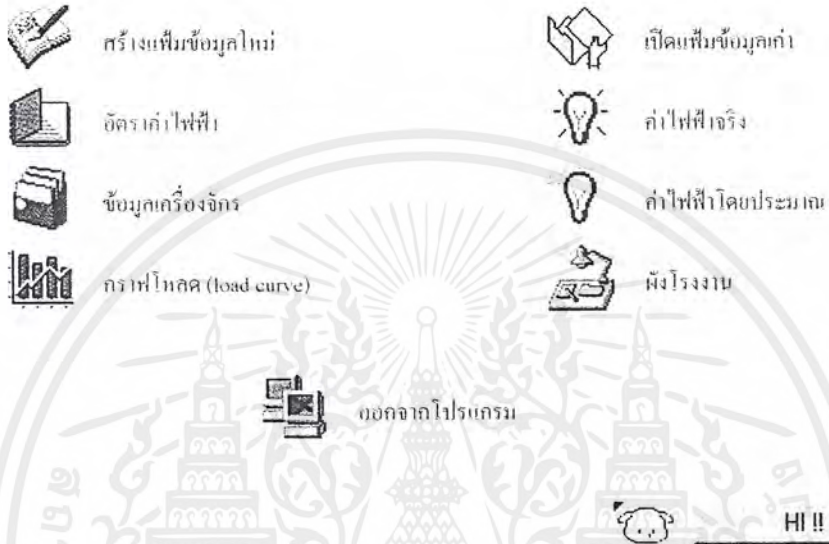 สร้างแฟ้มข้อมูลใหม่
เปิดแฟ้มข้อมูลเก่า
อัตราค่าไฟฟ้า
ค่าไฟฟ้าจริง
ข้อมูลเครื่องจักร
ค่าไฟฟ้าโดยประมาณ
กราฟโหลด (load curve)
ผังโรงงาน
ออกจากโปรแกรม
HI !!